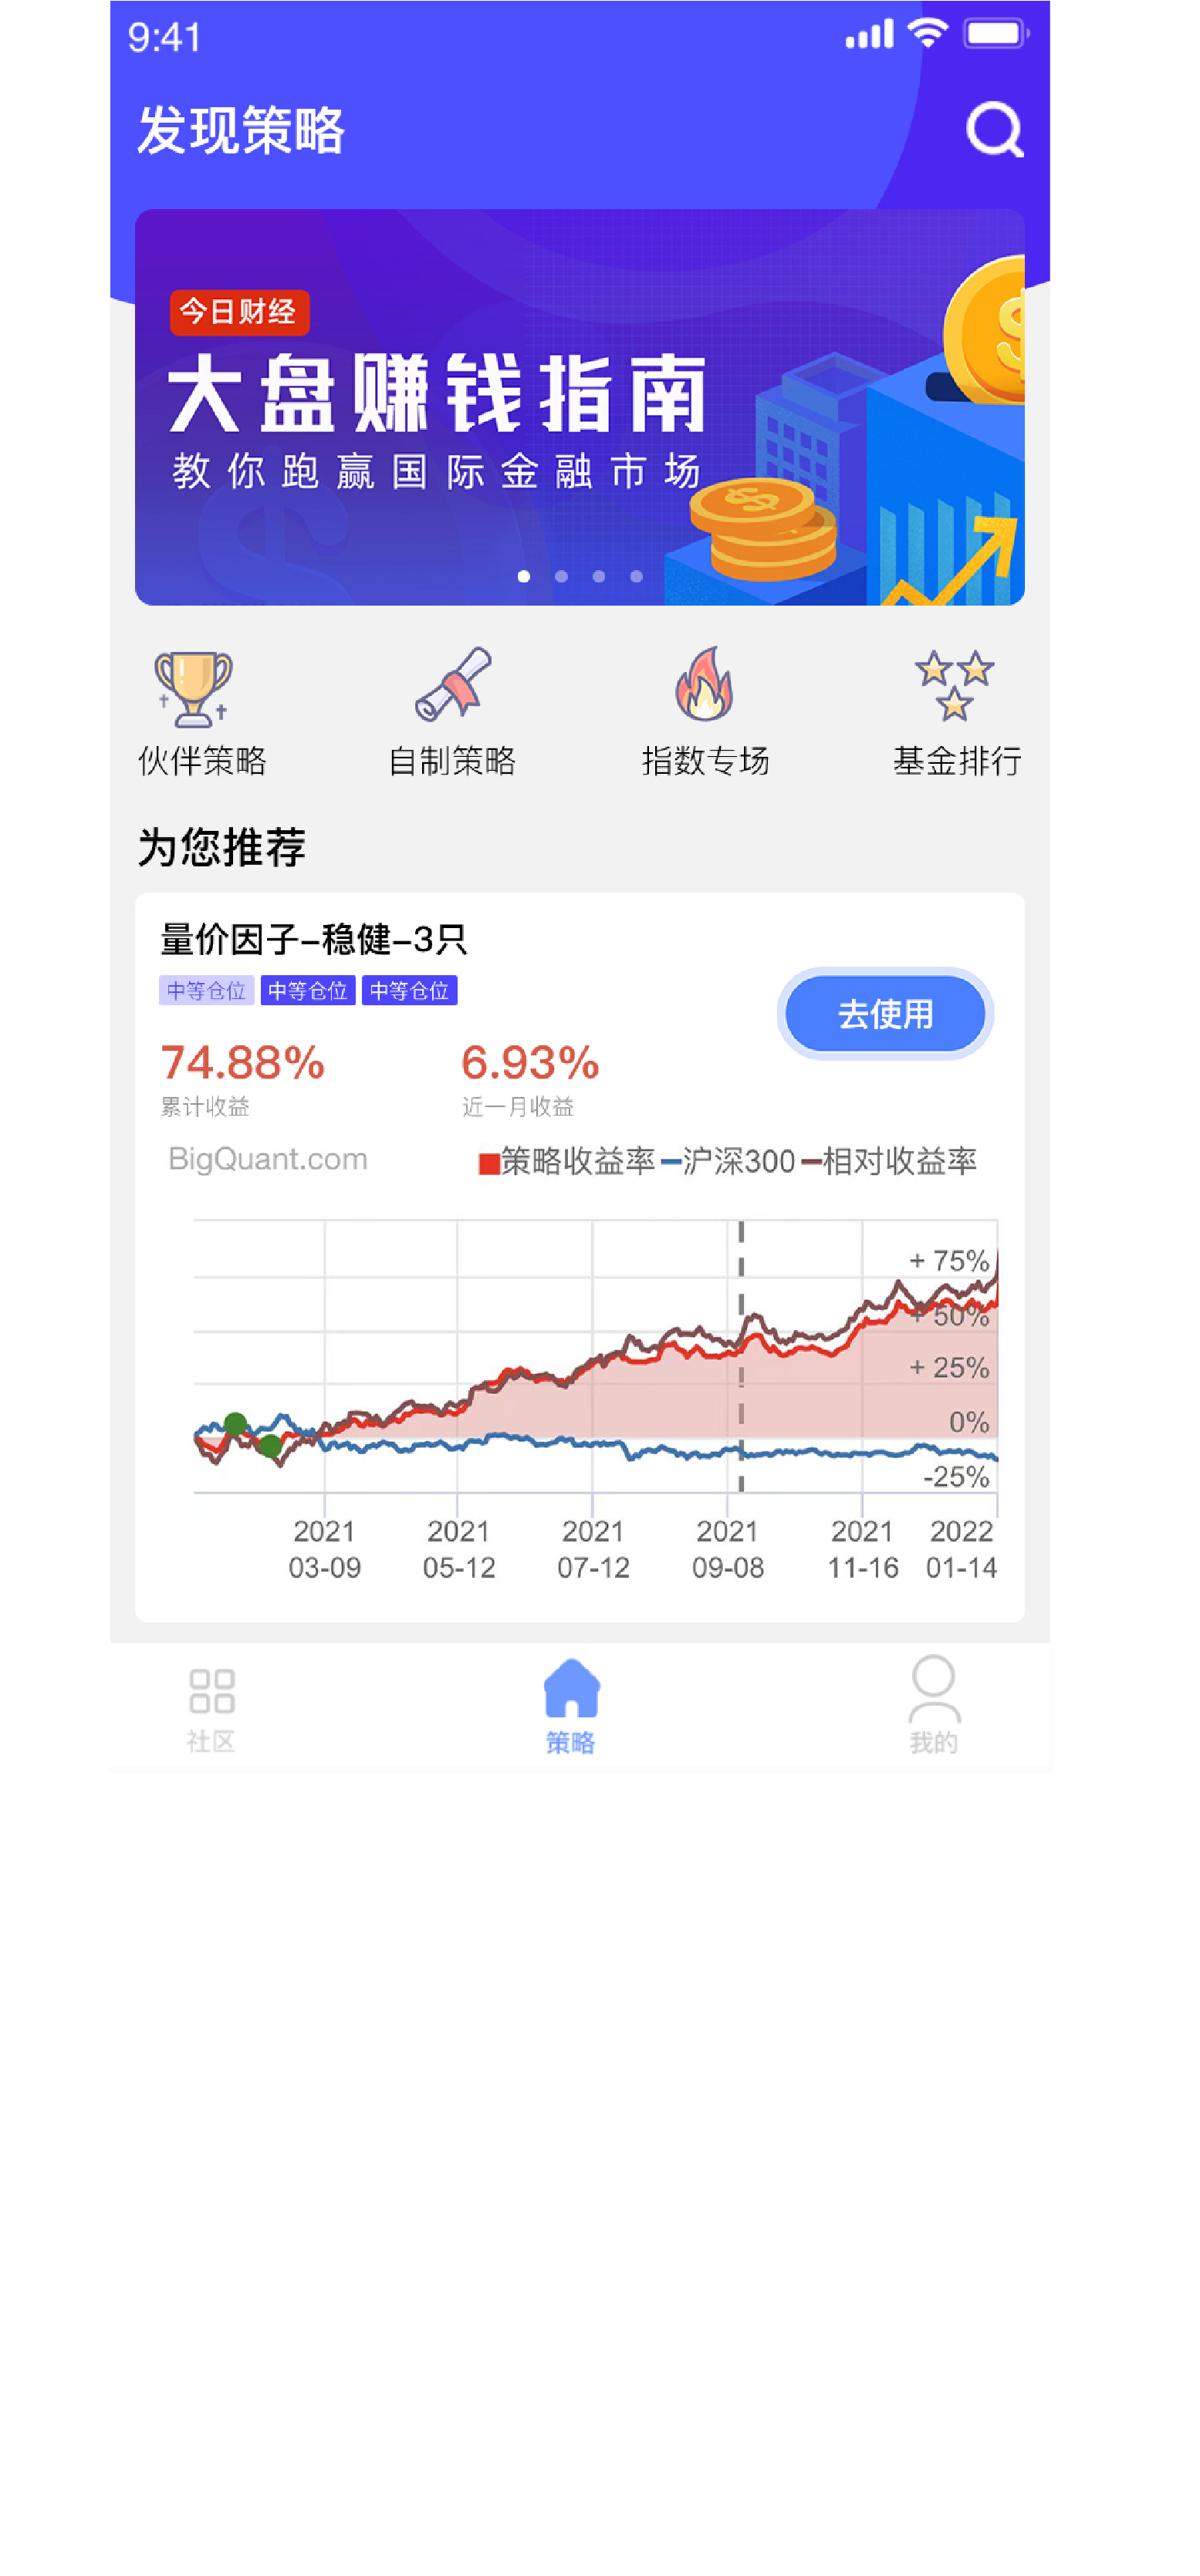 9:41
发现策略
今日财经
大盘赚钱指南
教你跑赢国际金融市场
伙伴策略 自制策略 指数专场 基金排行
为您推荐
量价因子-稳健-3只
中等仓位 中等仓位 中等仓位
去使用
74.88% 6.93%
累计收益 近一月收益
BigQuant.com 策略收益率 沪深300 相对收益率
+ 75%
+ 50%
+ 25%
0%
-25%
2021 2021 2021 2021 2021 2022
03-09 05-12 07-12 09-08 11-16 01-14
社区 策略 我的